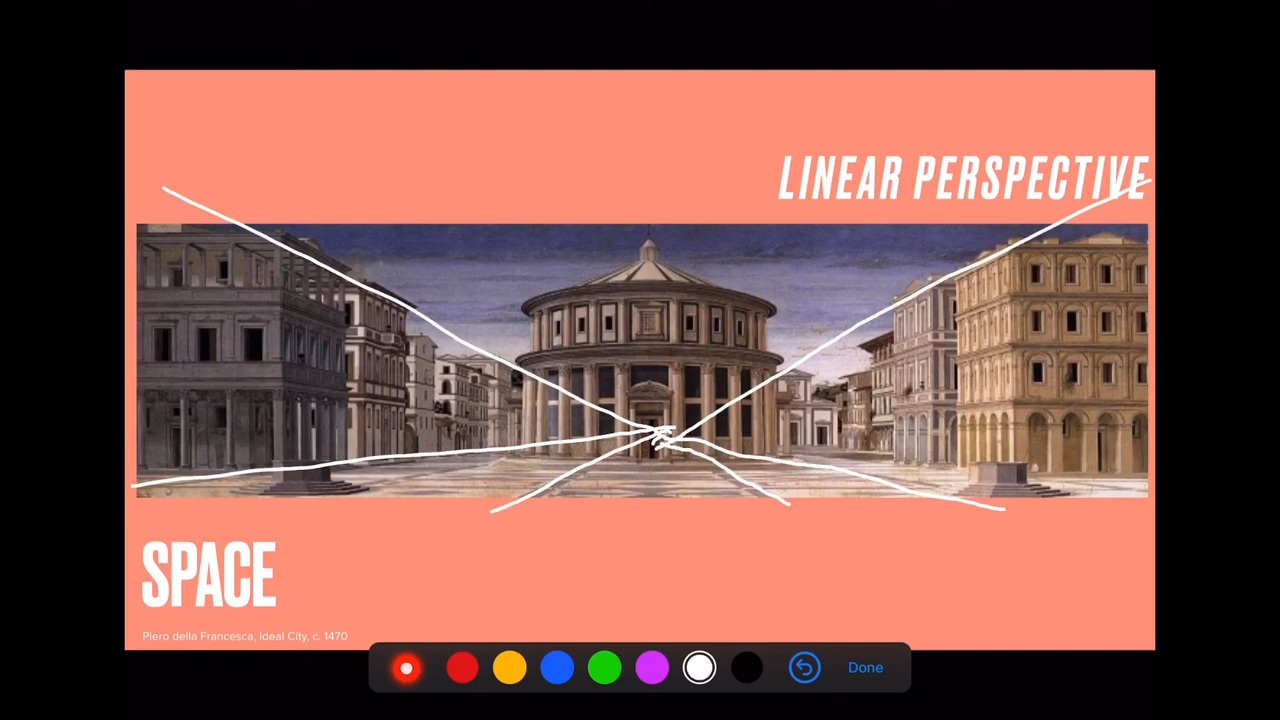 LINEAR PERSPECTIVE
SPACE
Piero della Francesca, Ideal City, c. 1470
Done